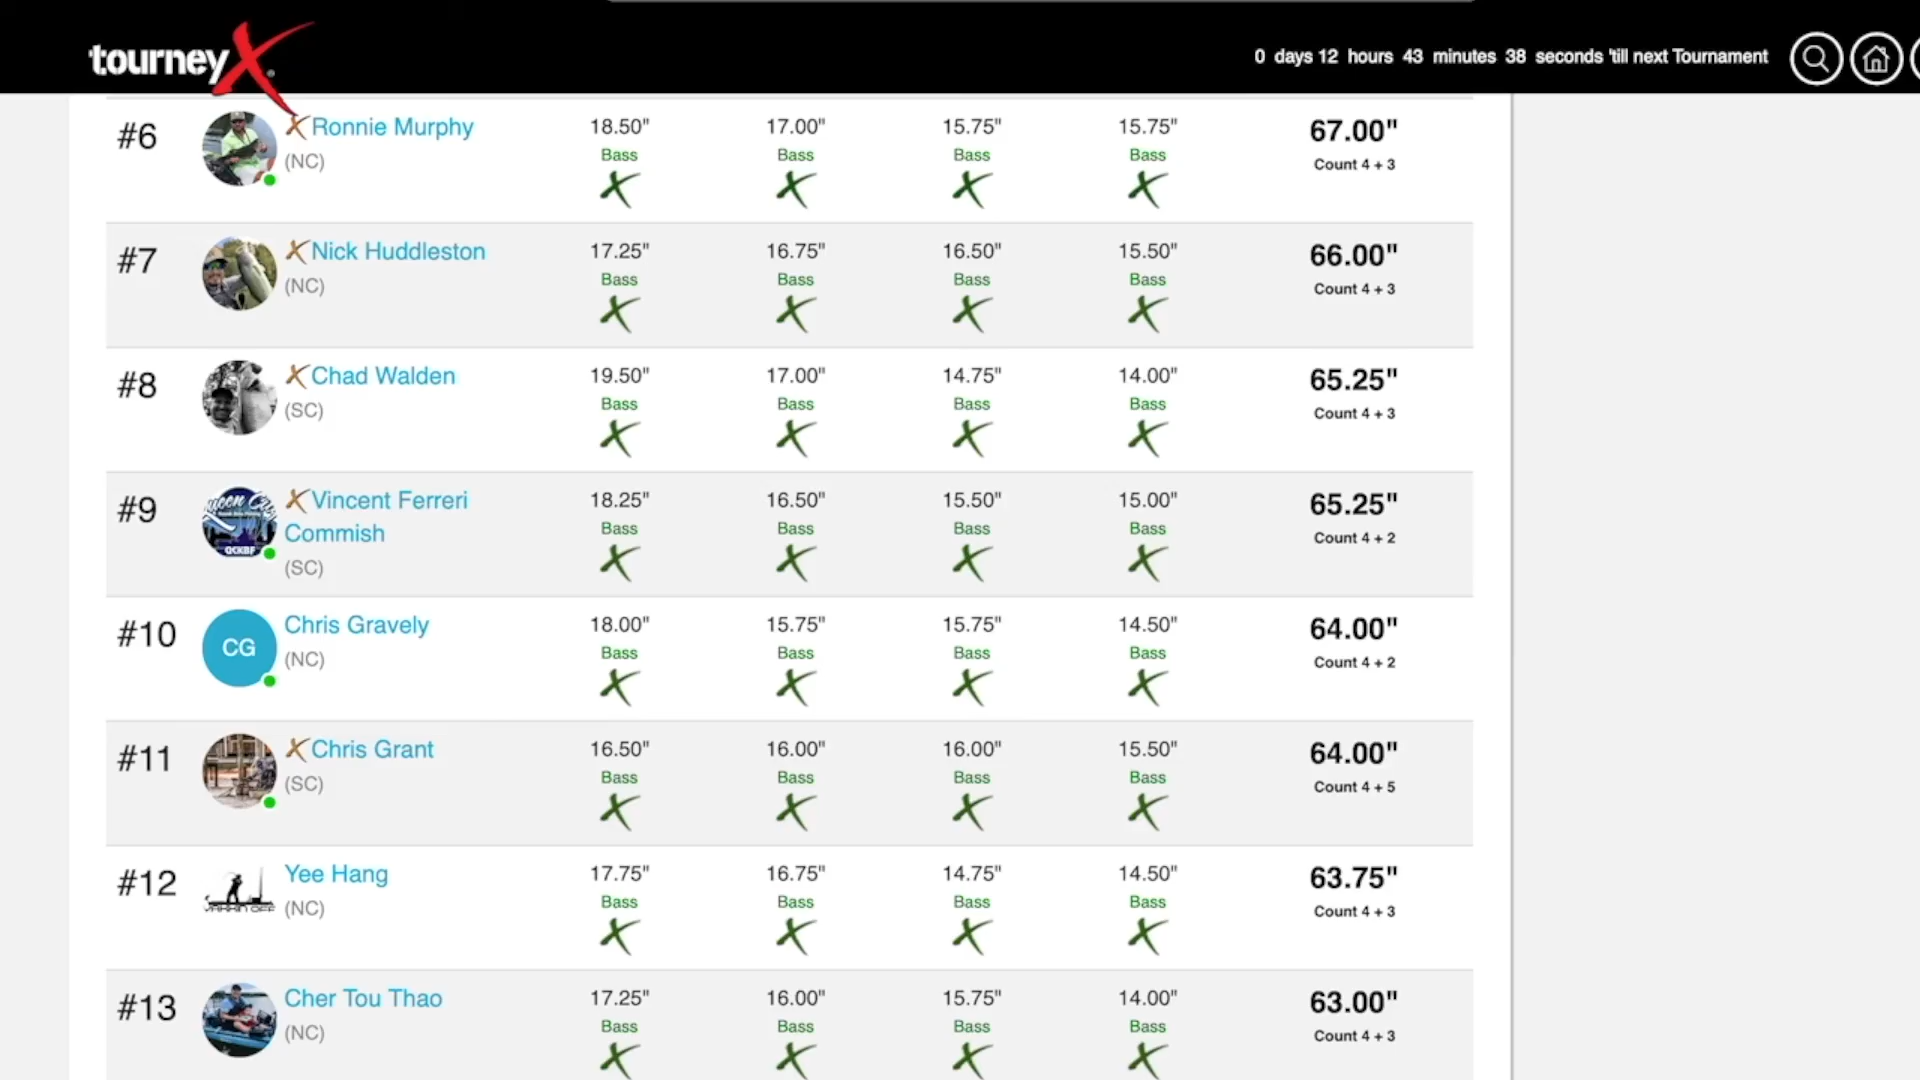 tourneyX
0 days 12 hours 43 minutes 38 seconds 'till next Tournament
#6 Ronnie Murphy 18.50" 17.00" 15.75" 15.75" 67.00"
(NC) Bass Bass Bass Bass Count 4 + 3
#7 Nick Huddleston 17.25" 16.75" 16.50" 15.50" 66.00"
(NC) Bass Bass Bass Bass Count 4 + 3
#8 Chad Walden 19.50" 17.00" 14.75" 14.00" 65.25"
(SC) Bass Bass Bass Bass Count 4 + 3
#9 Vincent Ferreri 18.25" 16.50" 15.50" 15.00" 65.25"
Commish Bass Bass Bass Bass Count 4 + 2
QCKBF (SC)
#10 Chris Gravely 18.00" 15.75" 15.75" 14.50" 64.00"
CG (NC) Bass Bass Bass Bass Count 4 + 2
#11 Chris Grant 16.50" 16.00" 16.00" 15.50" 64.00"
(SC) Bass Bass Bass Bass Count 4 + 5
#12 Yee Hang 17.75" 16.75" 14.75" 14.50" 63.75"
(NC) Bass Bass Bass Bass Count 4 + 3
#13 Cher Tou Thao 17.25" 16.00" 15.75" 14.00" 63.00"
(NC) Bass Bass Bass Bass Count 4 + 3